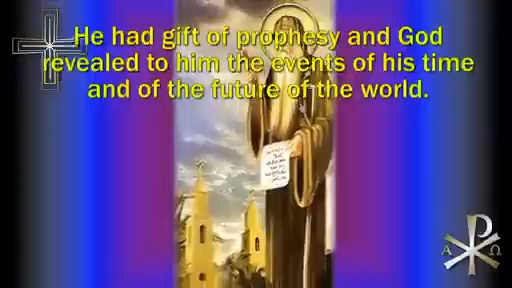 He had gift of prophesy and God
revealed to him the events of his time
and of the future of the world.
Α Ω